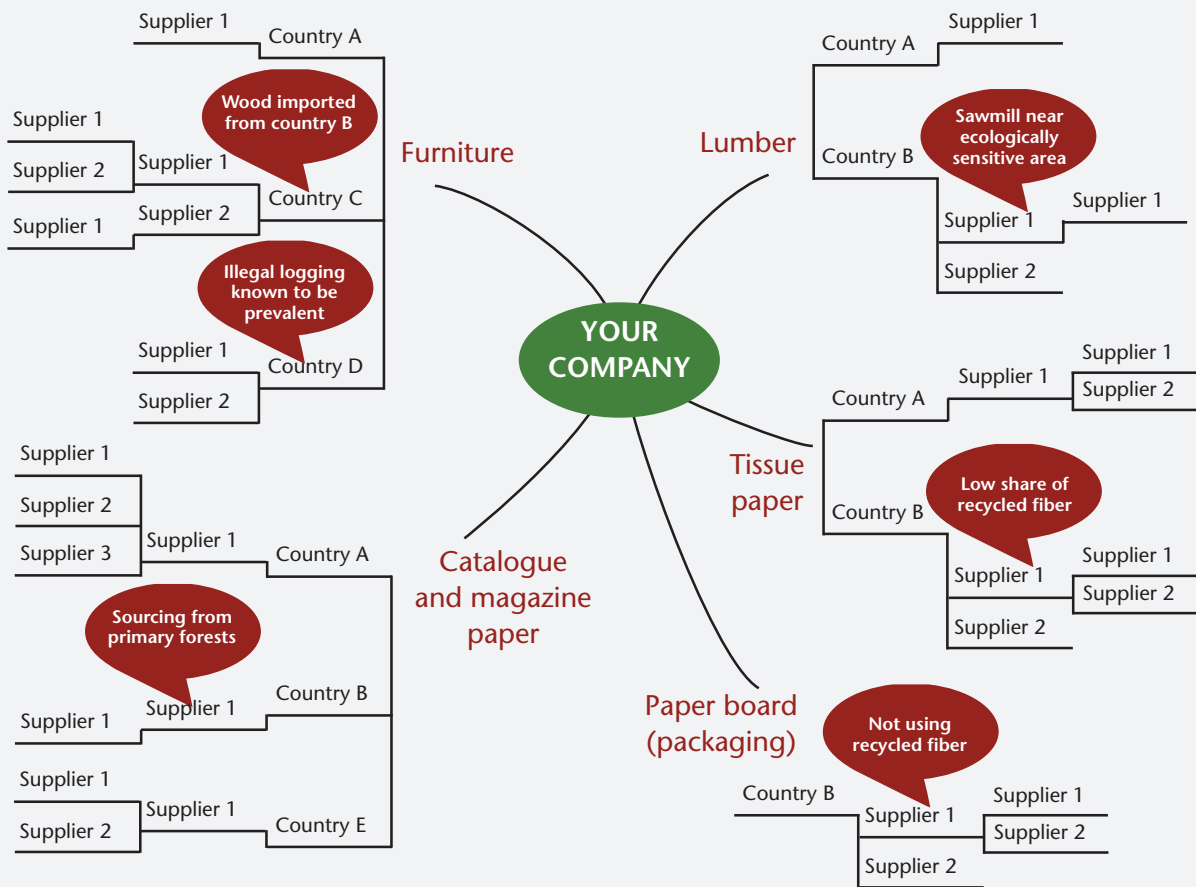 Supplier 1
Country A
Wood imported
from country B
Supplier 1
Supplier 2
Supplier 1
Supplier 1
Supplier 2
Country C
Furniture
Illegal logging
known to be
prevalent
Supplier 1
Country D
Supplier 2
Lumber
Country A
Supplier 1
Country B
Sawmill near
ecologically
sensitive area
Supplier 1
Supplier 1
Supplier 2
YOUR
COMPANY
Tissue
paper
Country A
Supplier 1
Supplier 1
Supplier 2
Country B
Low share of
recycled fiber
Supplier 1
Supplier 1
Supplier 2
Supplier 2
Catalogue
and magazine
paper
Supplier 1
Supplier 2
Supplier 3
Supplier 1
Country A
Sourcing from
primary forests
Supplier 1
Supplier 1
Country B
Supplier 1
Supplier 2
Supplier 1
Country E
Paper board
(packaging)
Not using
recycled fiber
Country B
Supplier 1
Supplier 1
Supplier 2
Supplier 2